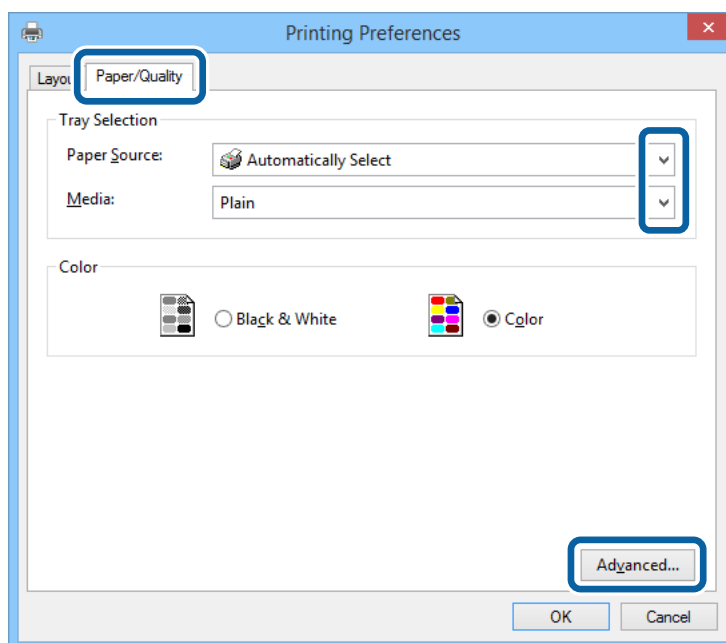 Printing Preferences
Layou
Paper/Quality
Tray Selection
Paper Source:
Automatically Select
Media:
Plain
Color
Black & White
Color
Advanced...
OK
Cancel